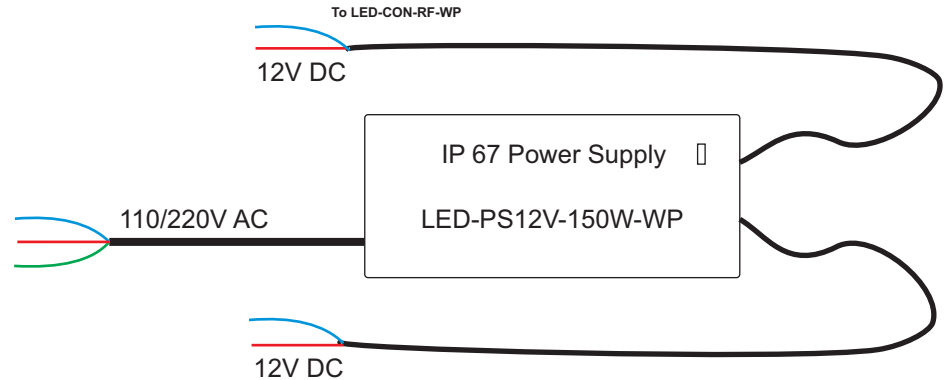 To LED-CON-RF-WP
12V DC
IP 67 Power Supply
110/220V AC
LED-PS12V-150W-WP
12V DC